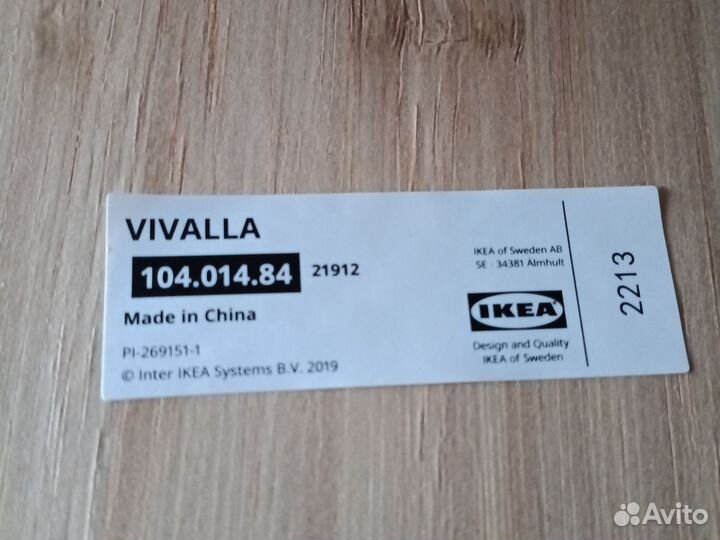 VIVALLA
104.014.84 21912
Made in China
PI-269151-1
© Inter IKEA Systems B.V. 2019
IKEA of Sweden AB
SE - 34381 Älmhult
IKEA
Design and Quality
IKEA of Sweden
2213
Avito